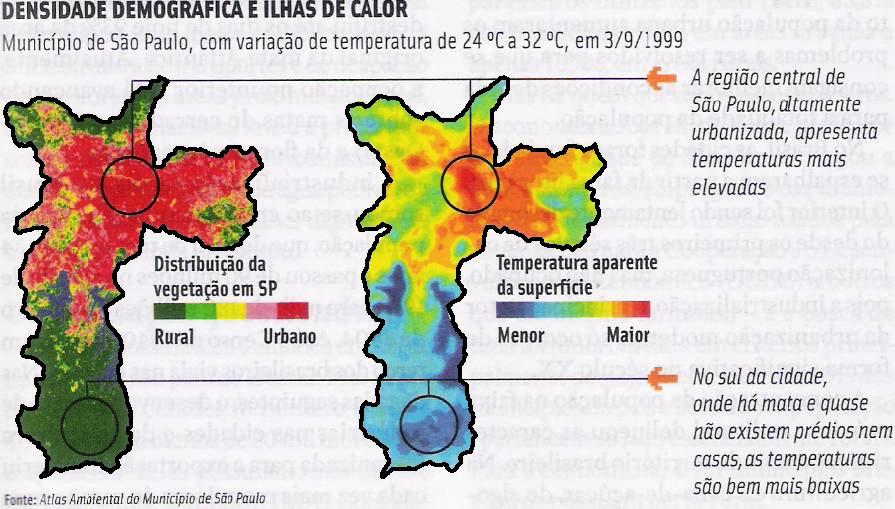 DENSIDADE DEMOGRÁFICA E ILHAS DE CALOR
Município de São Paulo, com variação de temperatura de 24 ºC a 32 ºC, em 3/9/1999
A região central de
São Paulo, altamente
urbanizada, apresenta
temperaturas mais
elevadas
Distribuição da
vegetação em SP
Rural
Urbano
Temperatura aparente
da superfície.
Menor
Maior
No sul da cidade,
onde há mata e quase
não existem prédios nem
casas, as temperaturas
são bem mais baixas
Fonte: Atlas Ambiental do Município de São Paulo